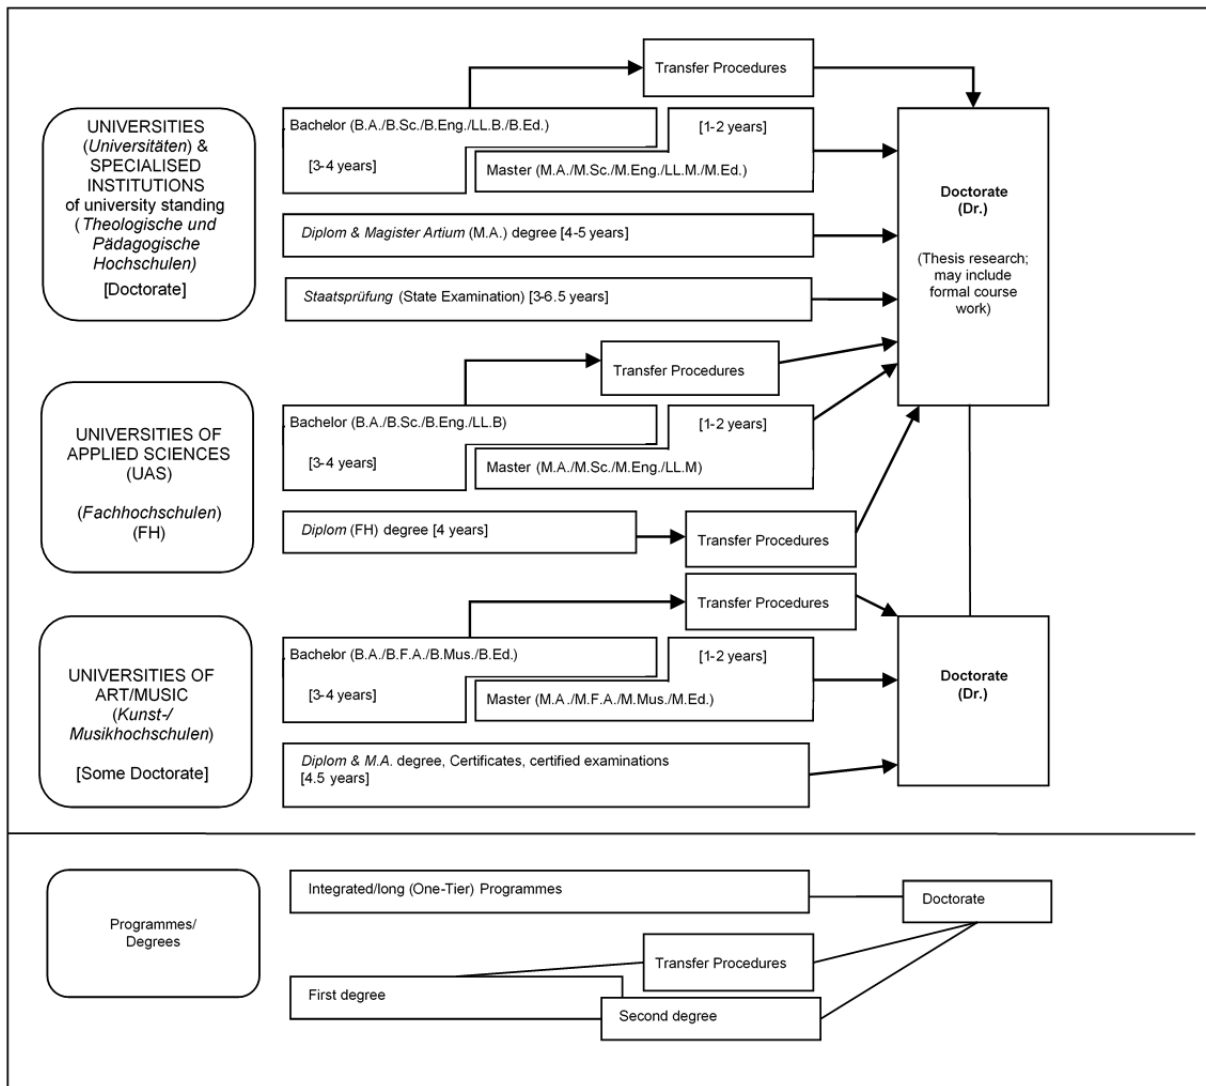 Transfer Procedures
UNIVERSITIES
(Universitäten) &
SPECIALISED
INSTITUTIONS
of university standing
(Theologische und
Pädagogische
Hochschulen)
[Doctorate]
Bachelor (B.A./B.Sc./B.Eng./LL.B./B.Ed.)
[3-4 years]
[1-2 years]
Master (M.A./M.Sc./M.Eng./LL.M./M.Ed.)
Diplom & Magister Artium (M.A.) degree [4-5 years]
Staatsprüfung (State Examination) [3-6.5 years]
Doctorate
(Dr.)
(Thesis research;
may include
formal course
work)
Transfer Procedures
UNIVERSITIES OF
APPLIED SCIENCES
(UAS)
(Fachhochschulen)
(FH)
Bachelor (B.A./B.Sc./B.Eng./LL.B)
[3-4 years]
[1-2 years]
Master (M.A./M.Sc./M.Eng./LL.M)
Diplom (FH) degree [4 years]
Transfer Procedures
Transfer Procedures
UNIVERSITIES OF
ART/MUSIC
(Kunst-/
Musikhochschulen)
[Some Doctorate]
Bachelor (B.A./B.F.A./B.Mus./B.Ed.)
[3-4 years]
[1-2 years]
Master (M.A./M.F.A./M.Mus./M.Ed.)
Diplom & M.A. degree, Certificates, certified examinations
[4.5 years]
Doctorate
(Dr.)
Programmes/
Degrees
Integrated/long (One-Tier) Programmes
Doctorate
Transfer Procedures
First degree
Second degree